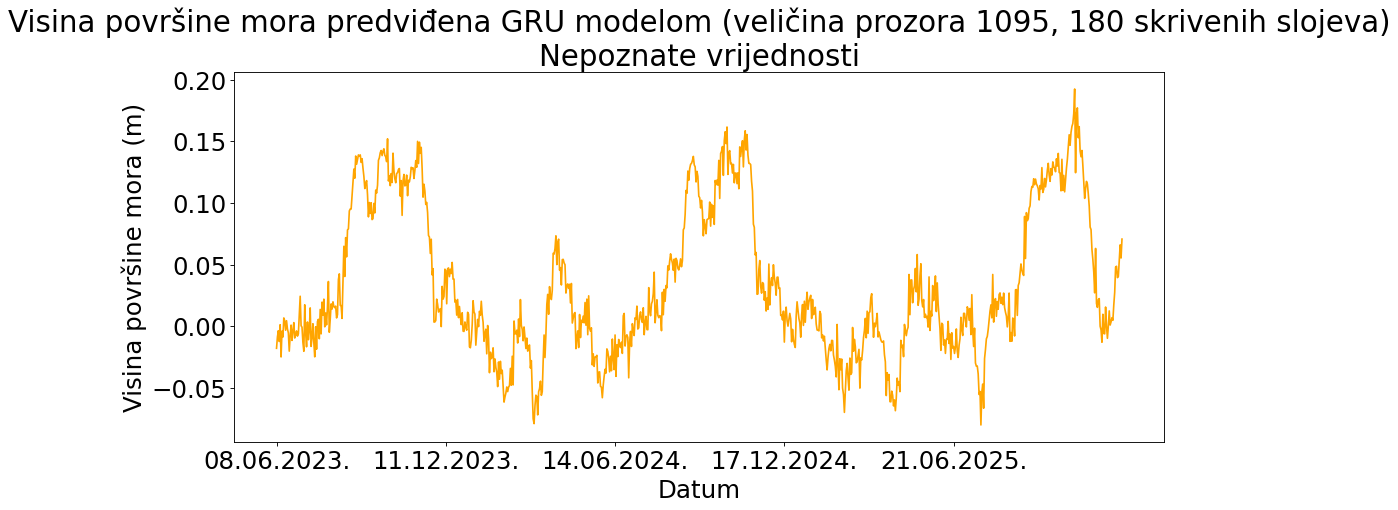 Visina površine mora predviđena GRU modelom (veličina prozora 1095, 180 skrivenih slojeva)
Nepoznate vrijednosti
Visina površine mora (m)
0.20
0.15
0.10
0.05
0.00
−0.05
08.06.2023. 11.12.2023. 14.06.2024. 17.12.2024. 21.06.2025.
Datum